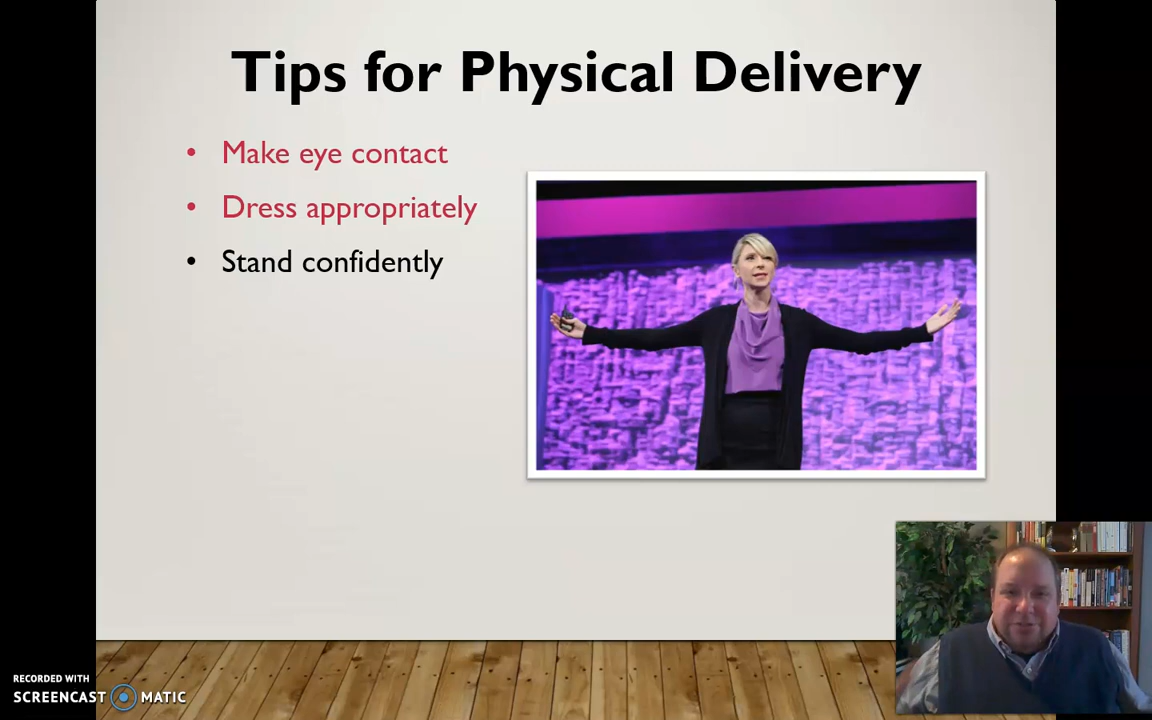 Tips for Physical Delivery
• Make eye contact
• Dress appropriately
• Stand confidently
RECORDED WITH
SCREENCAST MATIC